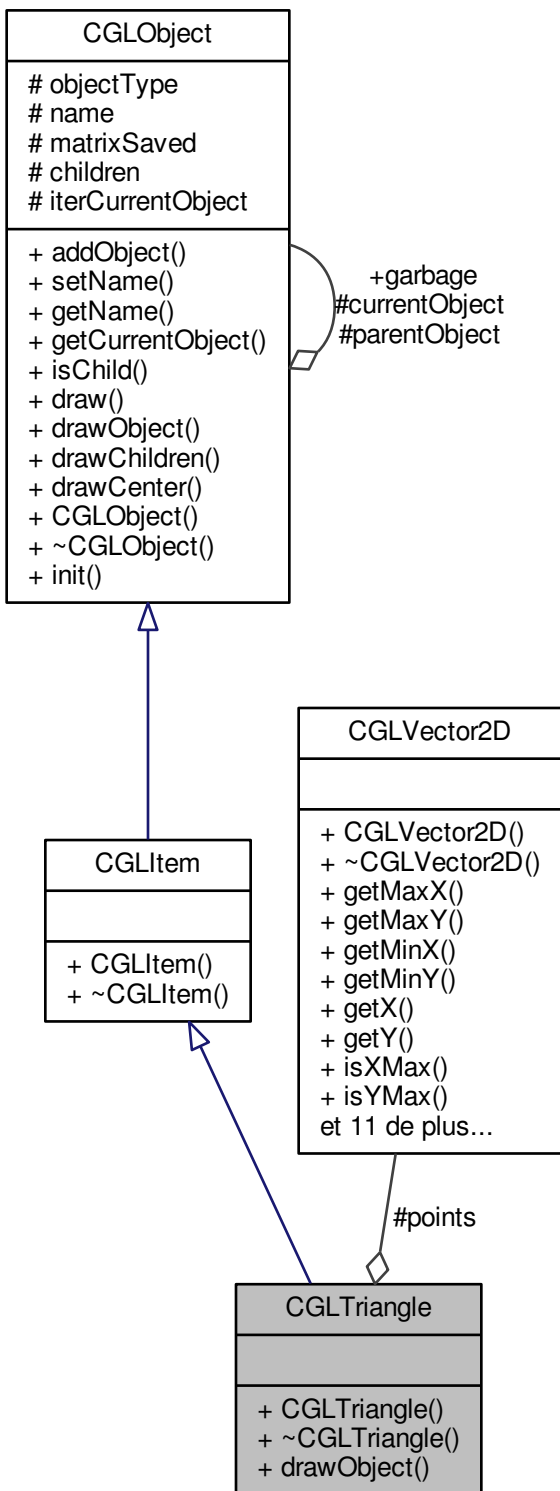 CGLObject
# objectType
# name
# matrixSaved
# children
# iterCurrentObject
+ addObject()
+ setName()
+ getName()
+ getCurrentObject()
+ isChild()
+ draw()
+ drawObject()
+ drawChildren()
+ drawCenter()
+ CGLObject()
+ ~CGLObject()
+ init()
+garbage
#currentObject
#parentObject
CGLVector2D
+ CGLVector2D()
+ ~CGLVector2D()
+ getMaxX()
+ getMaxY()
+ getMinX()
+ getMinY()
+ getX()
+ getY()
+ isXMax()
+ isYMax()
et 11 de plus...
CGLItem
+ CGLItem()
+ ~CGLItem()
#points
CGLTriangle
+ CGLTriangle()
+ ~CGLTriangle()
+ drawObject()